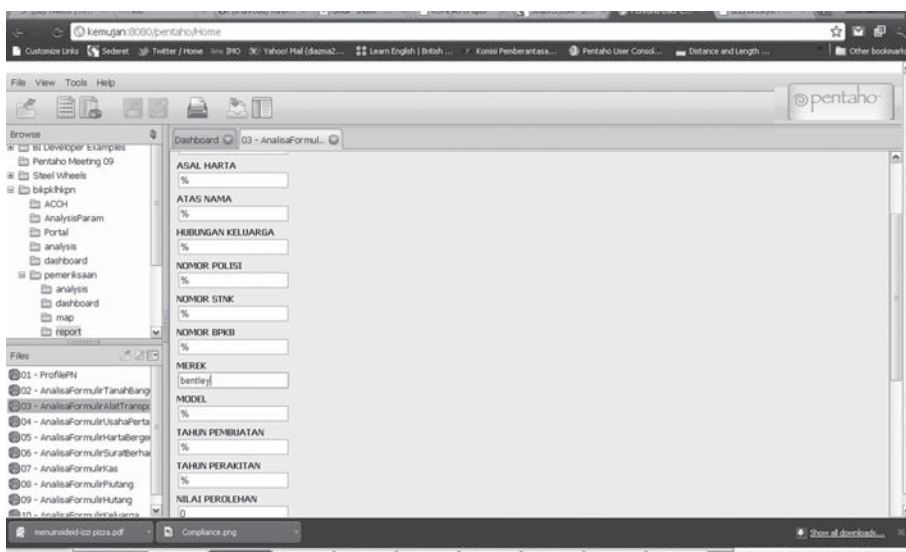 kemujan:8080/pentaho/Home
Customize Links Sederet Twitter / Home IMO Yahoo! Mail (diazma2... Learn English | British ... Komisi Pemberantasa... Pentaho User Consol... Distance and Length ... Other bookmark
File View Tools Help
pentaho
Browse
Dashboard 03 - AnalisaFormul..
BI Developer Examples
Pentaho Meeting 09
Steel Wheels
ACCH
AnalysisParam
Portal
analysis
dashboard
pemeriksaan
analysis
dashboard
map
report
Files
01 - ProfilePN
02 - AnalisaFormulirTanahBang
03 - AnalisaFormulirAlatTransp
04 - AnalisaFormulirUsahaPerta
05 - AnalisaFormulirHartaBerge
06 - AnalisaFormulirSuratBerha
07 - AnalisaFormulirKas
08 - AnalisaFormulirPiutang
09 - AnalisaFormulirHutang
10 - AnalisaFormulirKeluarga
ASAL HARTA
%
ATAS NAMA
%
HUBUNGAN KELUARGA
%
NOMOR POLISI
%
NOMOR STNK
%
NOMOR BPKB
%
MEREK
bentley
MODEL
%
TAHUN PEMBUATAN
%
TAHUN PERAKITAN
%
NILAI PEROLEHAN
0
menuinsideid-izzi pizza.pdf Compliance.png Show all downloads...